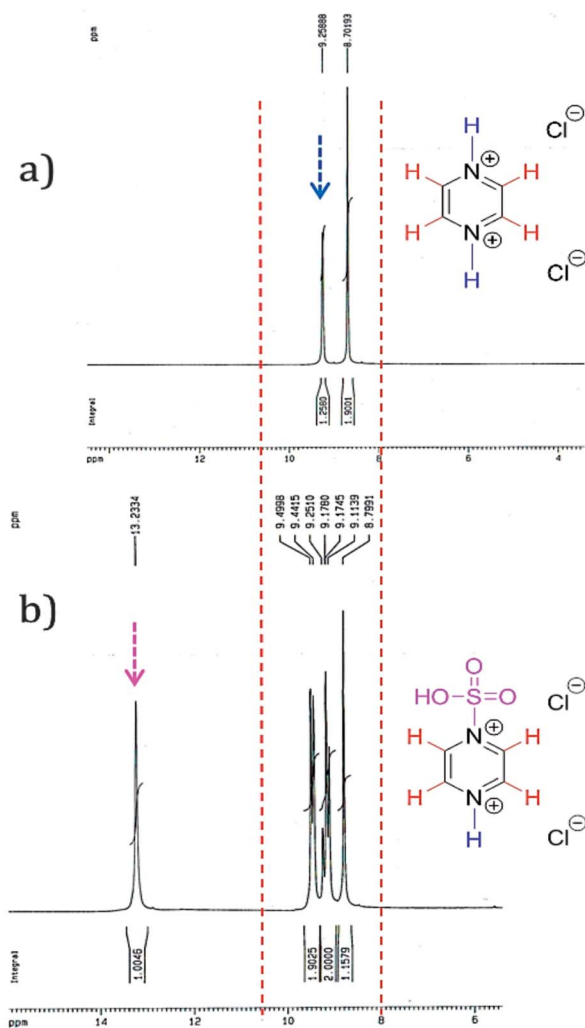 ppm
9.25888
8.70193
a)
H
N
+
H
H
H
H
N
+
H
Cl −
Cl −
Integral
1.2580
1.9001
ppm
12
10
8
6
4
ppm
13.2334
9.4998
9.4415
9.2510
9.1780
9.1745
9.1139
8.7991
b)
O
HO-S=O
Cl −
N
+
H
H
H
H
N
+
H
Cl −
Integral
1.0046
1.9025
2.0000
1.1579
ppm
14
12
10
8
6